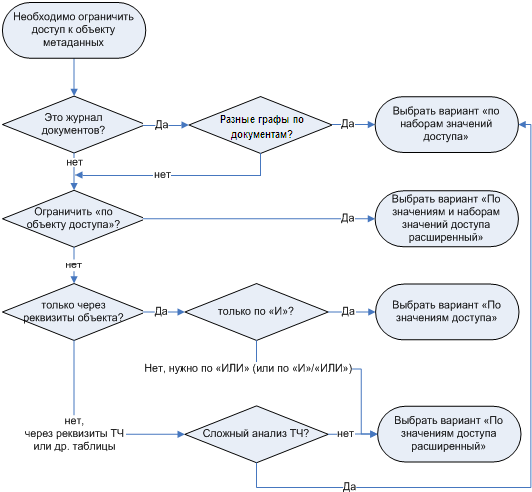 Необходимо ограничить
доступ к объекту
метаданных
Это журнал
документов?
Да
Разные графы по
документам?
Да
Выбрать вариант «по
наборам значений
доступа»
нет
нет
Ограничить «по
объекту доступа»?
Да
Выбрать вариант «По
значениям и наборам
значений доступа
расширенный»
нет
только через
реквизиты объекта?
Да
только по «И»?
Да
Выбрать вариант «По
значениям доступа»
Нет, нужно по «ИЛИ» (или по «И»/«ИЛИ»)
нет,
через реквизиты ТЧ
или др. таблицы
Сложный анализ ТЧ?
нет
Выбрать вариант «По
значениям доступа
расширенный»
Да